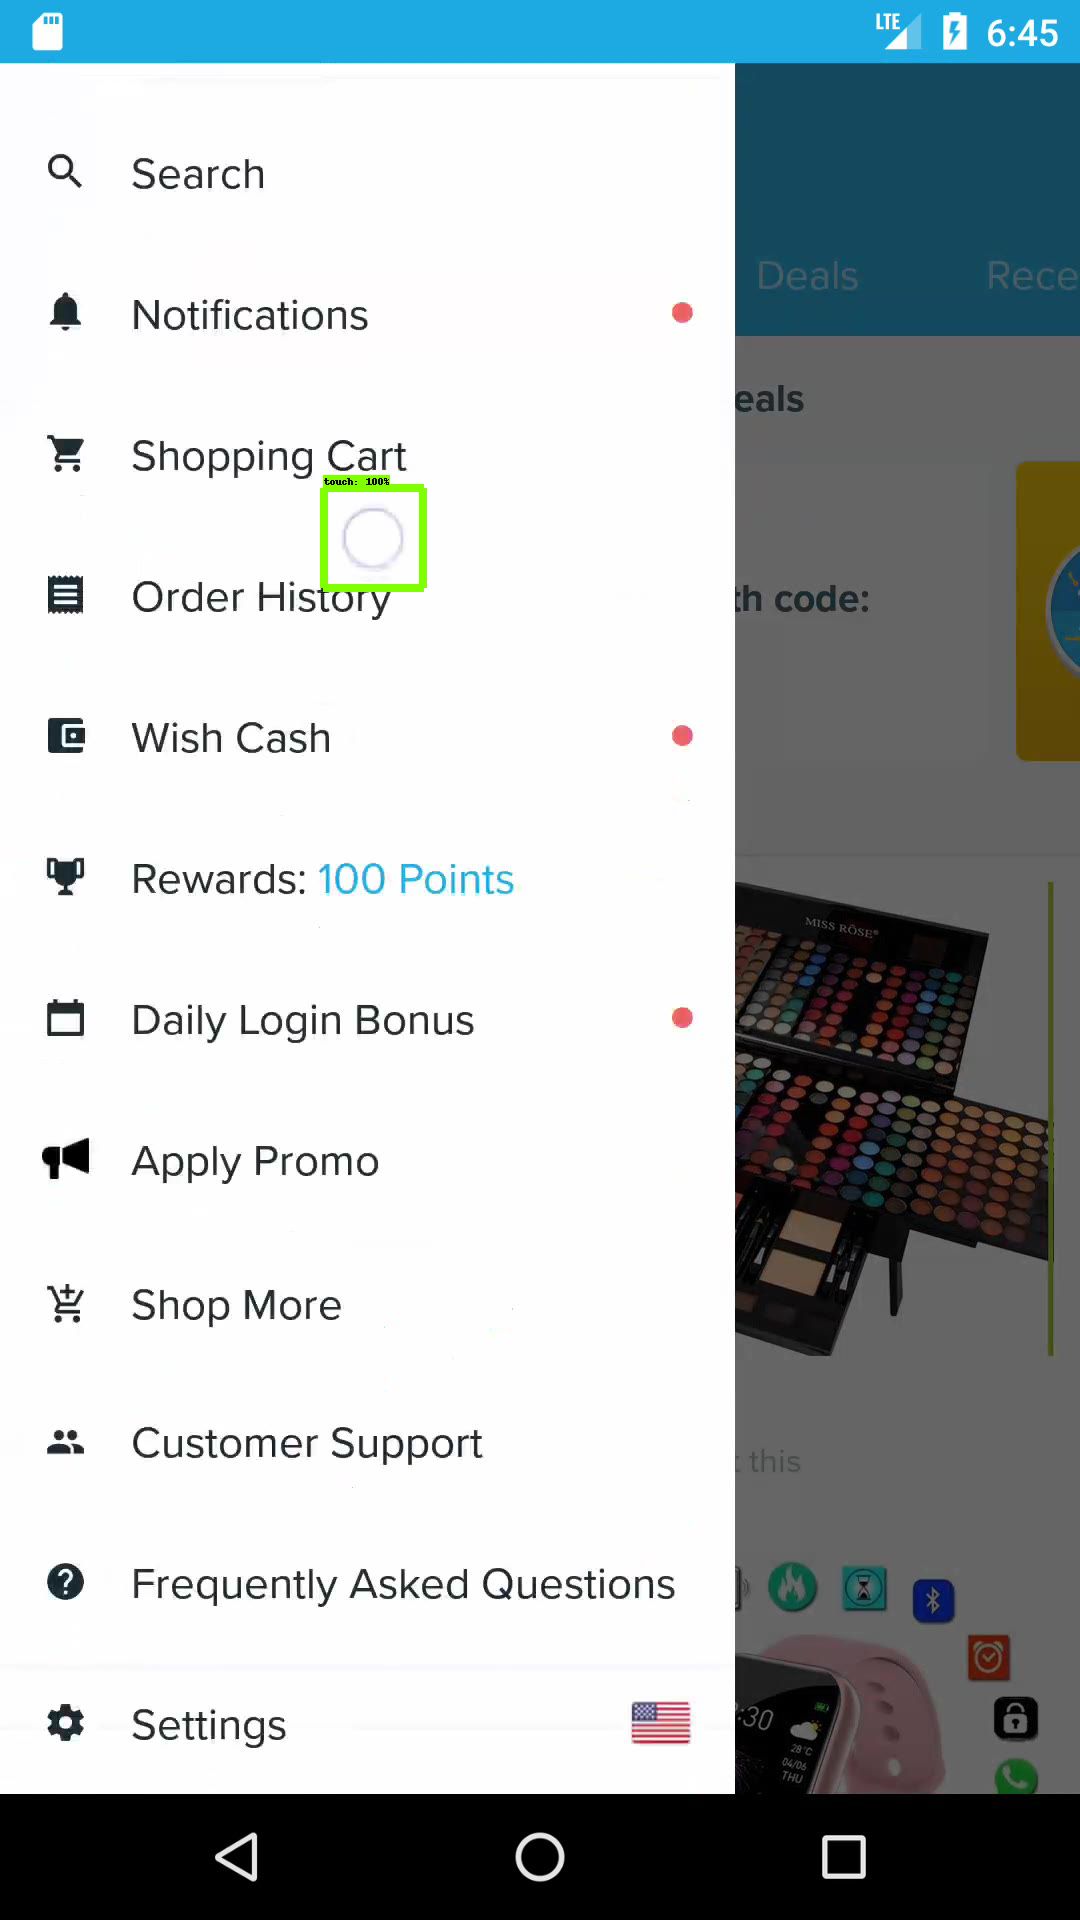 LTE 6:45
Search
Deals
Rece
Notifications
eals
Shopping Cart
touch: 100%
Order History
th code:
Wish Cash
Rewards: 100 Points
MISS RÔSE
Daily Login Bonus
Apply Promo
Shop More
Customer Support
this
Frequently Asked Questions
Settings
:30
28°C
04/06
THU